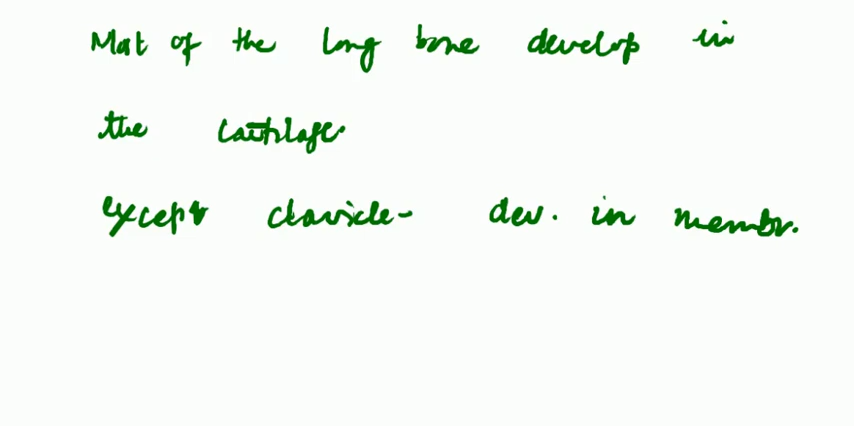 Most of the long bone develop in
the cartilage.
except clavicle- dev. in membr.